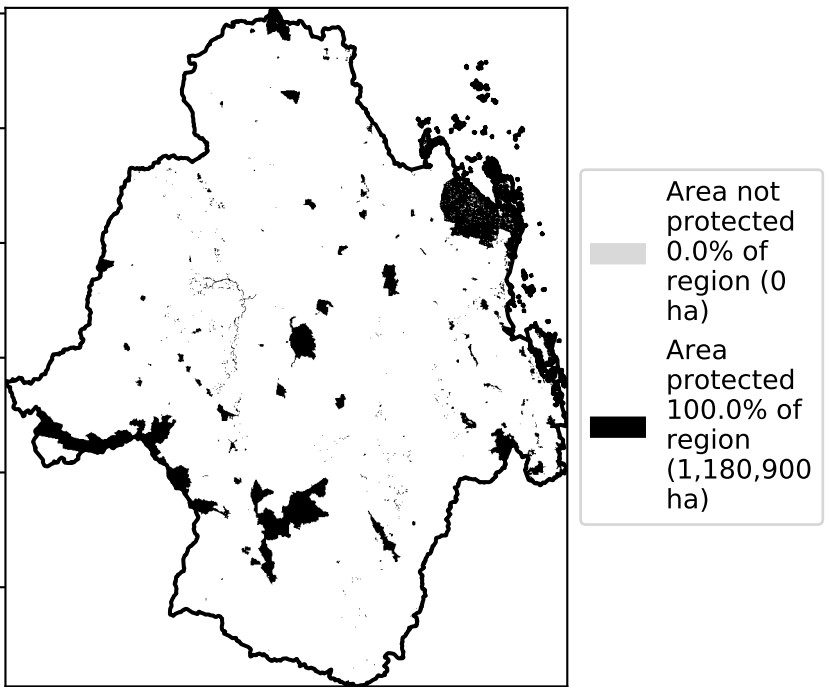 Area not
protected
0.0% of
region (0
ha)
Area
protected
100.0% of
region
(1,180,900
ha)